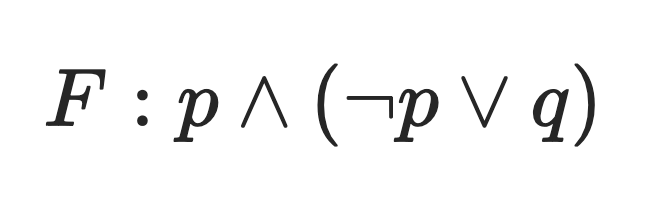 F : p ∧ (¬p ∨ q)